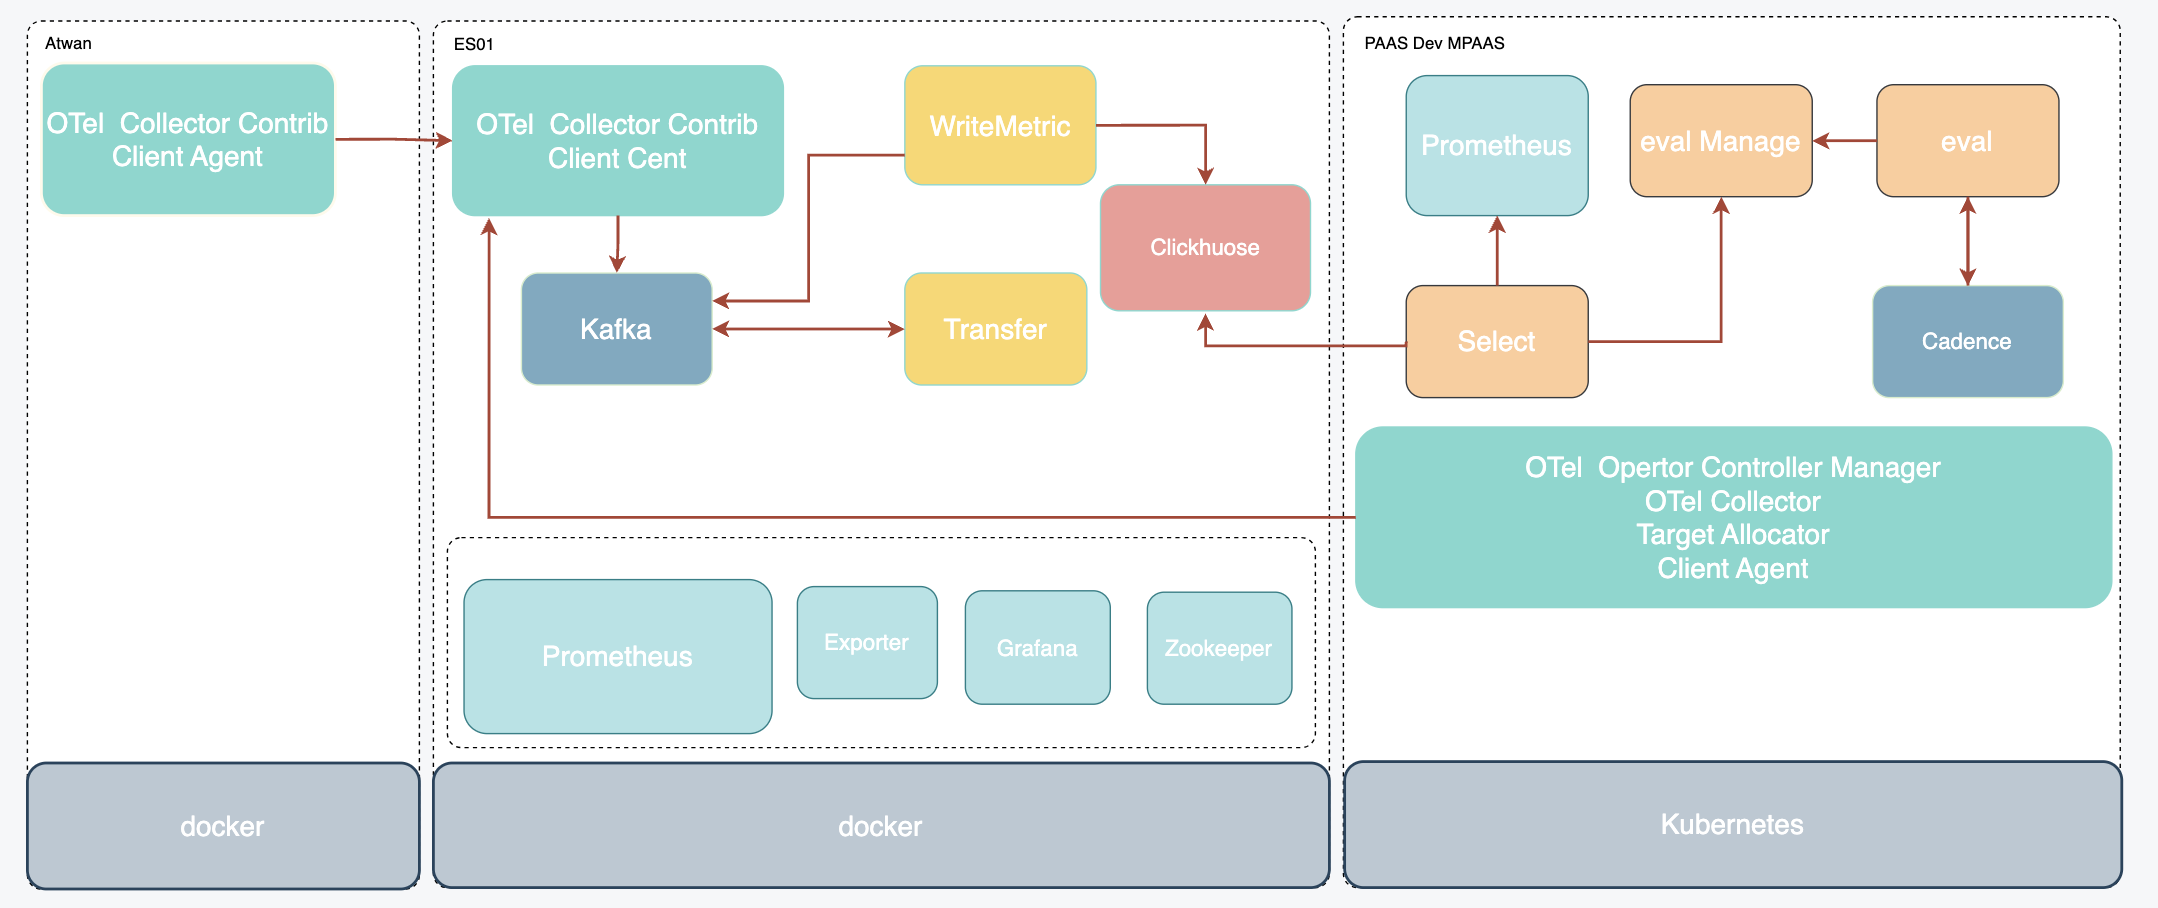 Atwan
OTel  Collector Contrib
Client Agent
docker
ES01
OTel  Collector Contrib
Client Cent
WriteMetric
Clickhuose
Kafka
Transfer
Prometheus
Exporter
Grafana
Zookeeper
docker
PAAS Dev MPAAS
Prometheus
eval Manage
eval
Select
Cadence
OTel  Opertor Controller Manager
OTel Collector
Target Allocator
Client Agent
Kubernetes